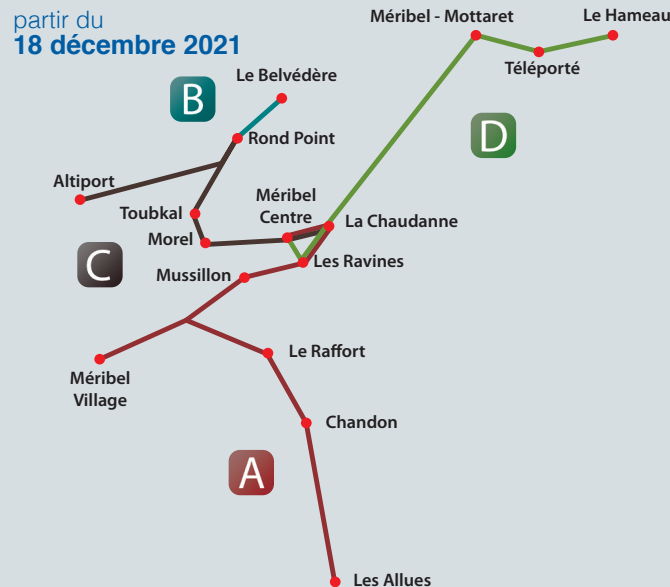 partir du
18 décembre 2021
Méribel - Mottaret
Le Hameau
Téléporté
Le Belvédère
B
Rond Point
D
Altiport
Méribel
Centre
Toubkal
La Chaudanne
Morel
C
Les Ravines
Mussillon
Le Raffort
Méribel
Village
Chandon
A
Les Allues